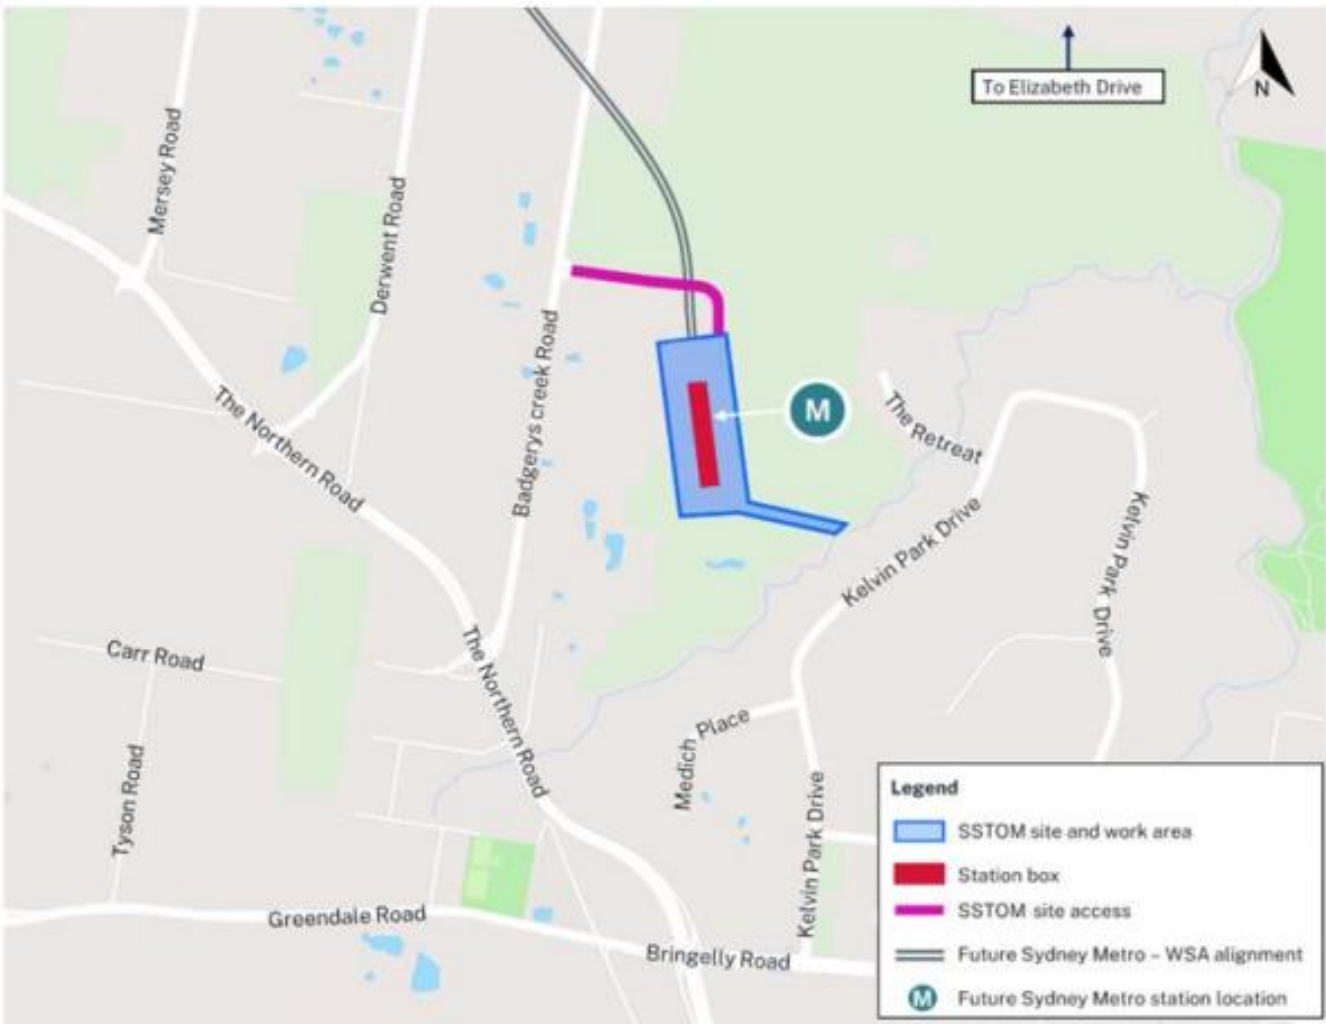 To Elizabeth Drive
N
Mersey Road
Derwent Road
Badgerys creek Road
M
The Retreat
The Northern Road
Kelvin Park Drive
Kelvin Park Drive
Carr Road
The Northern Road
Medich Place
Tyson Road
Kelvin Park Drive
Greendale Road
Bringelly Road
Legend
SSTOM site and work area
Station box
SSTOM site access
Future Sydney Metro – WSA alignment
M Future Sydney Metro station location